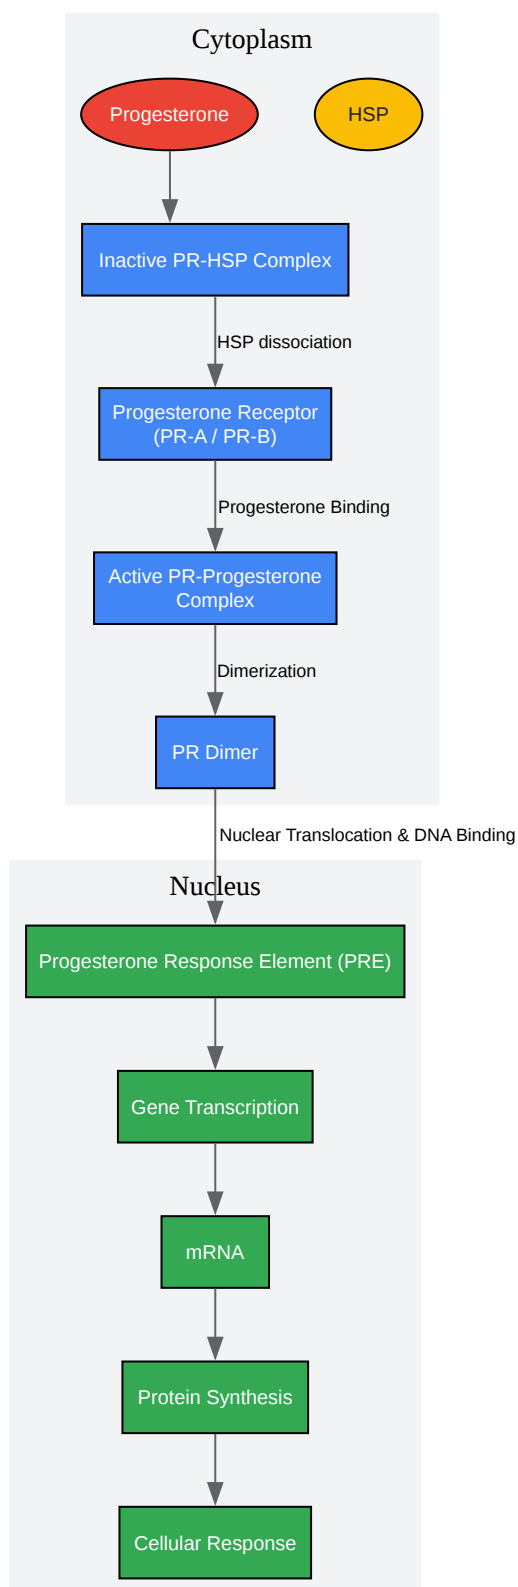 Cytoplasm
Progesterone
HSP
Inactive PR-HSP Complex
HSP dissociation
Progesterone Receptor
(PR-A / PR-B)
Progesterone Binding
Active PR-Progesterone
Complex
Dimerization
PR Dimer
Nuclear Translocation & DNA Binding
Nucleus
Progesterone Response Element (PRE)
Gene Transcription
mRNA
Protein Synthesis
Cellular Response